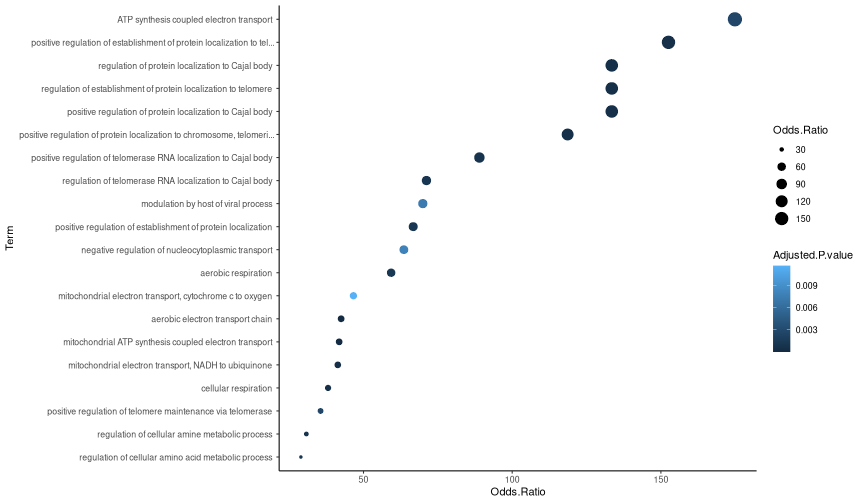 ATP synthesis coupled electron transport
positive regulation of establishment of protein localization to tel...
regulation of protein localization to Cajal body
regulation of establishment of protein localization to telomere
positive regulation of protein localization to Cajal body
positive regulation of protein localization to chromosome, telomeri...
positive regulation of telomerase RNA localization to Cajal body
regulation of telomerase RNA localization to Cajal body
modulation by host of viral process
positive regulation of establishment of protein localization
negative regulation of nucleocytoplasmic transport
aerobic respiration
mitochondrial electron transport, cytochrome c to oxygen
aerobic electron transport chain
mitochondrial ATP synthesis coupled electron transport
mitochondrial electron transport, NADH to ubiquinone
cellular respiration
positive regulation of telomere maintenance via telomerase
regulation of cellular amine metabolic process
regulation of cellular amino acid metabolic process
Term
50
100
150
Odds.Ratio
Odds.Ratio
30
60
90
120
150
Adjusted.P.value
0.009
0.006
0.003